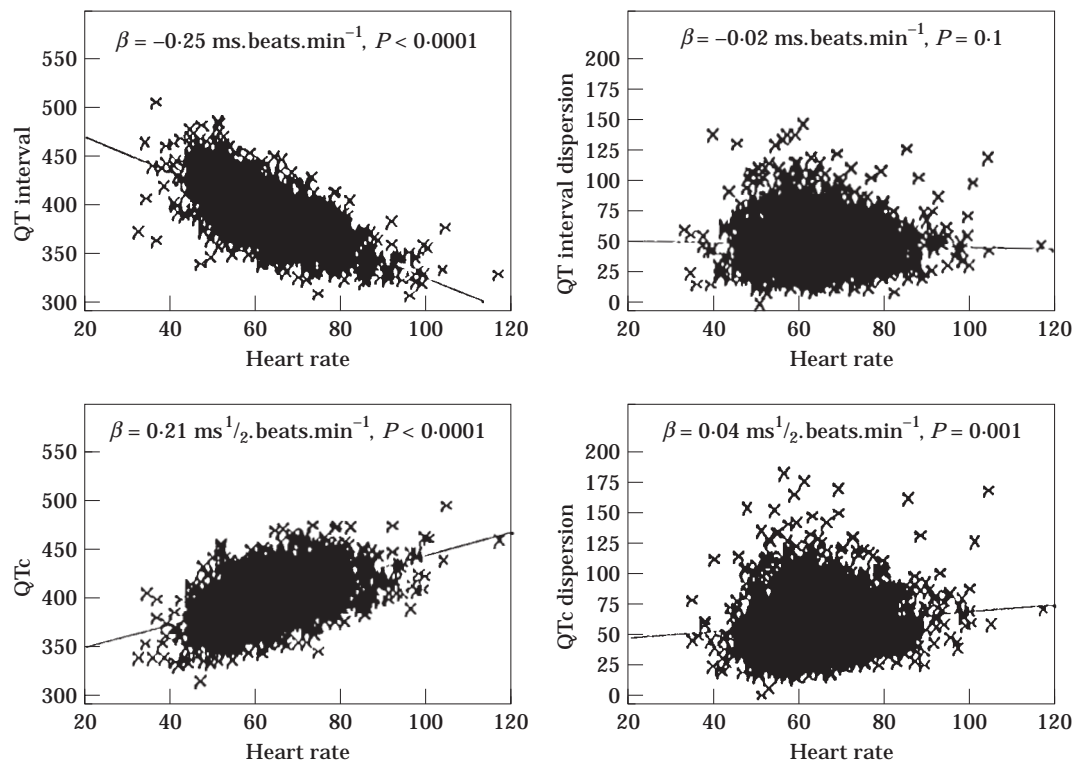 β = −0·25 ms.beats.min⁻¹, P < 0·0001
550
500
450
400
350
300
QT interval
20 40 60 80 100 120
Heart rate
β = −0·02 ms.beats.min⁻¹, P = 0·1
200
175
150
125
100
75
50
25
0
QT interval dispersion
20 40 60 80 100 120
Heart rate
β = 0·21 ms¹/₂.beats.min⁻¹, P < 0·0001
550
500
450
400
350
300
QTc
20 40 60 80 100 120
Heart rate
β = 0·04 ms¹/₂.beats.min⁻¹, P = 0·001
200
175
150
125
100
75
50
25
0
QTc dispersion
20 40 60 80 100 120
Heart rate